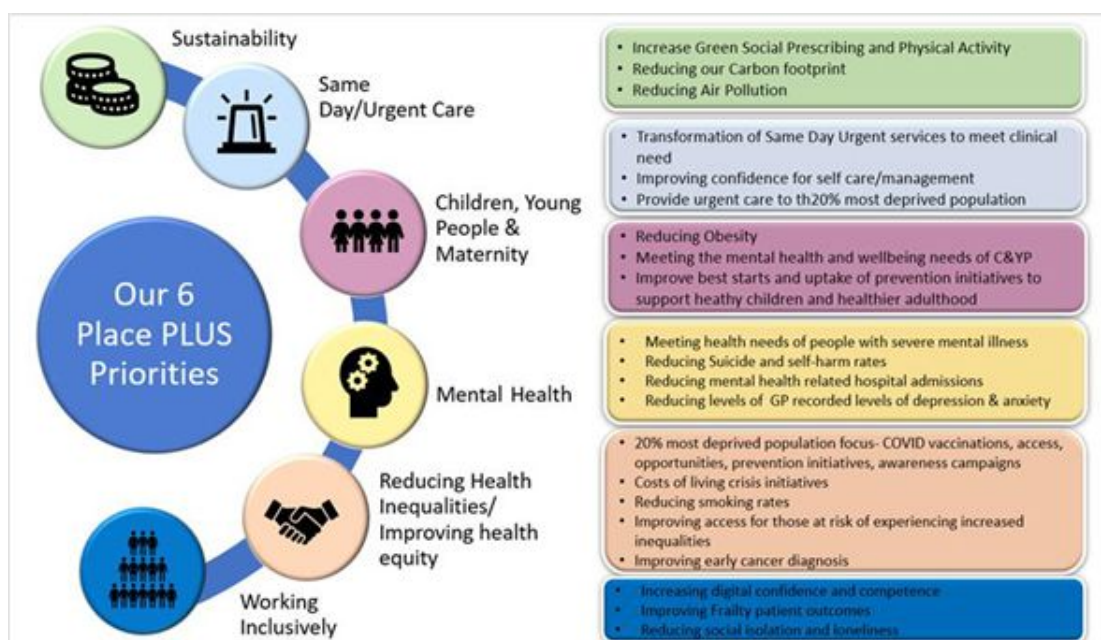 Sustainability
Same
Day/Urgent Care
Children, Young
People &
Maternity
Our 6
Place PLUS
Priorities
Mental Health
Reducing Health
Inequalities/
Improving health
equity
Working
Inclusively
• Increase Green Social Prescribing and Physical Activity
• Reducing our Carbon footprint
• Reducing Air Pollution
• Transformation of Same Day Urgent services to meet clinical
need
• Improving confidence for self care/management
• Provide urgent care to th20% most deprived population
• Reducing Obesity
• Meeting the mental health and wellbeing needs of C&YP
• Improve best starts and uptake of prevention initiatives to
support heathy children and healthier adulthood
• Meeting health needs of people with severe mental illness
• Reducing Suicide and self-harm rates
• Reducing mental health related hospital admissions
• Reducing levels of GP recorded levels of depression & anxiety
• 20% most deprived population focus- COVID vaccinations, access,
opportunities, prevention initiatives, awareness campaigns
• Costs of living crisis initiatives
• Reducing smoking rates
• Improving access for those at risk of experiencing increased
inequalities
• Improving early cancer diagnosis
• Increasing digital confidence and competence
• Improving Frailty patient outcomes
• Reducing social isolation and loneliness